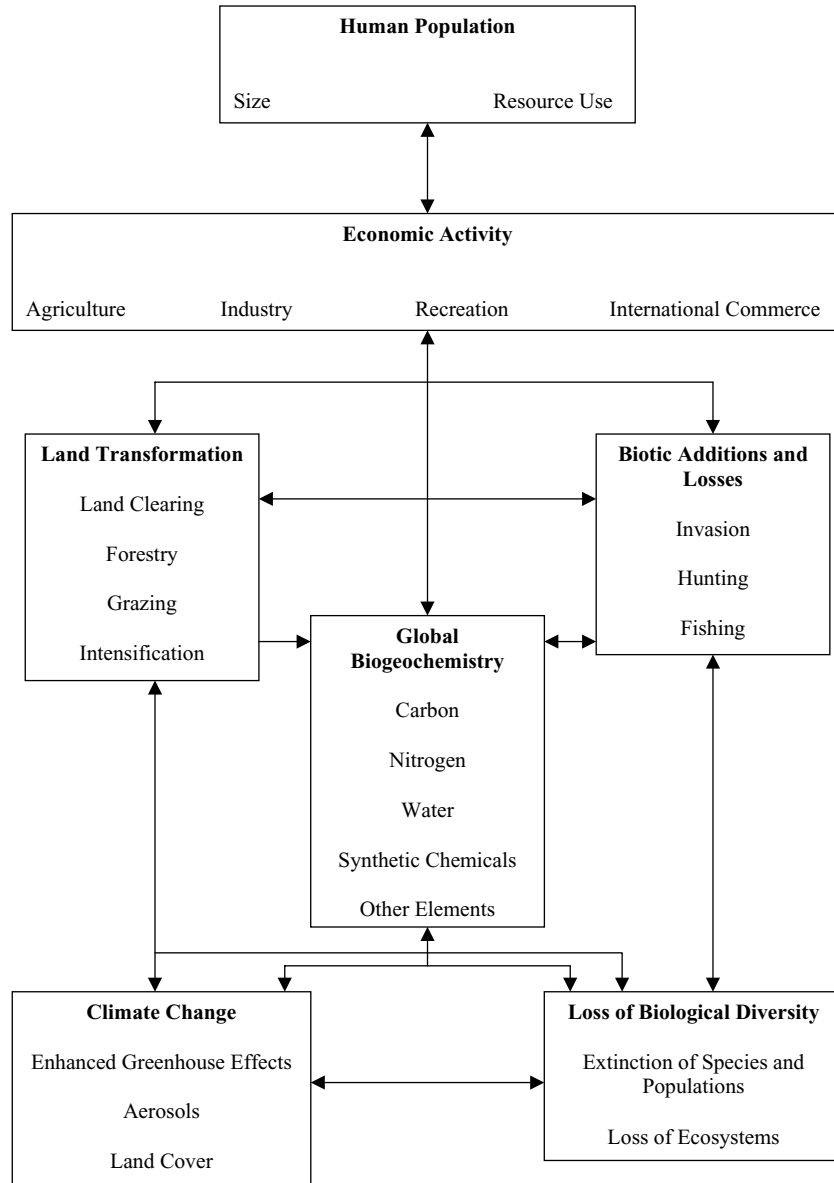 Human Population
Size Resource Use
Economic Activity
Agriculture Industry Recreation International Commerce
Land Transformation
Land Clearing
Forestry
Grazing
Intensification
Biotic Additions and
Losses
Invasion
Hunting
Fishing
Global
Biogeochemistry
Carbon
Nitrogen
Water
Synthetic Chemicals
Other Elements
Climate Change
Enhanced Greenhouse Effects
Aerosols
Land Cover
Loss of Biological Diversity
Extinction of Species and
Populations
Loss of Ecosystems